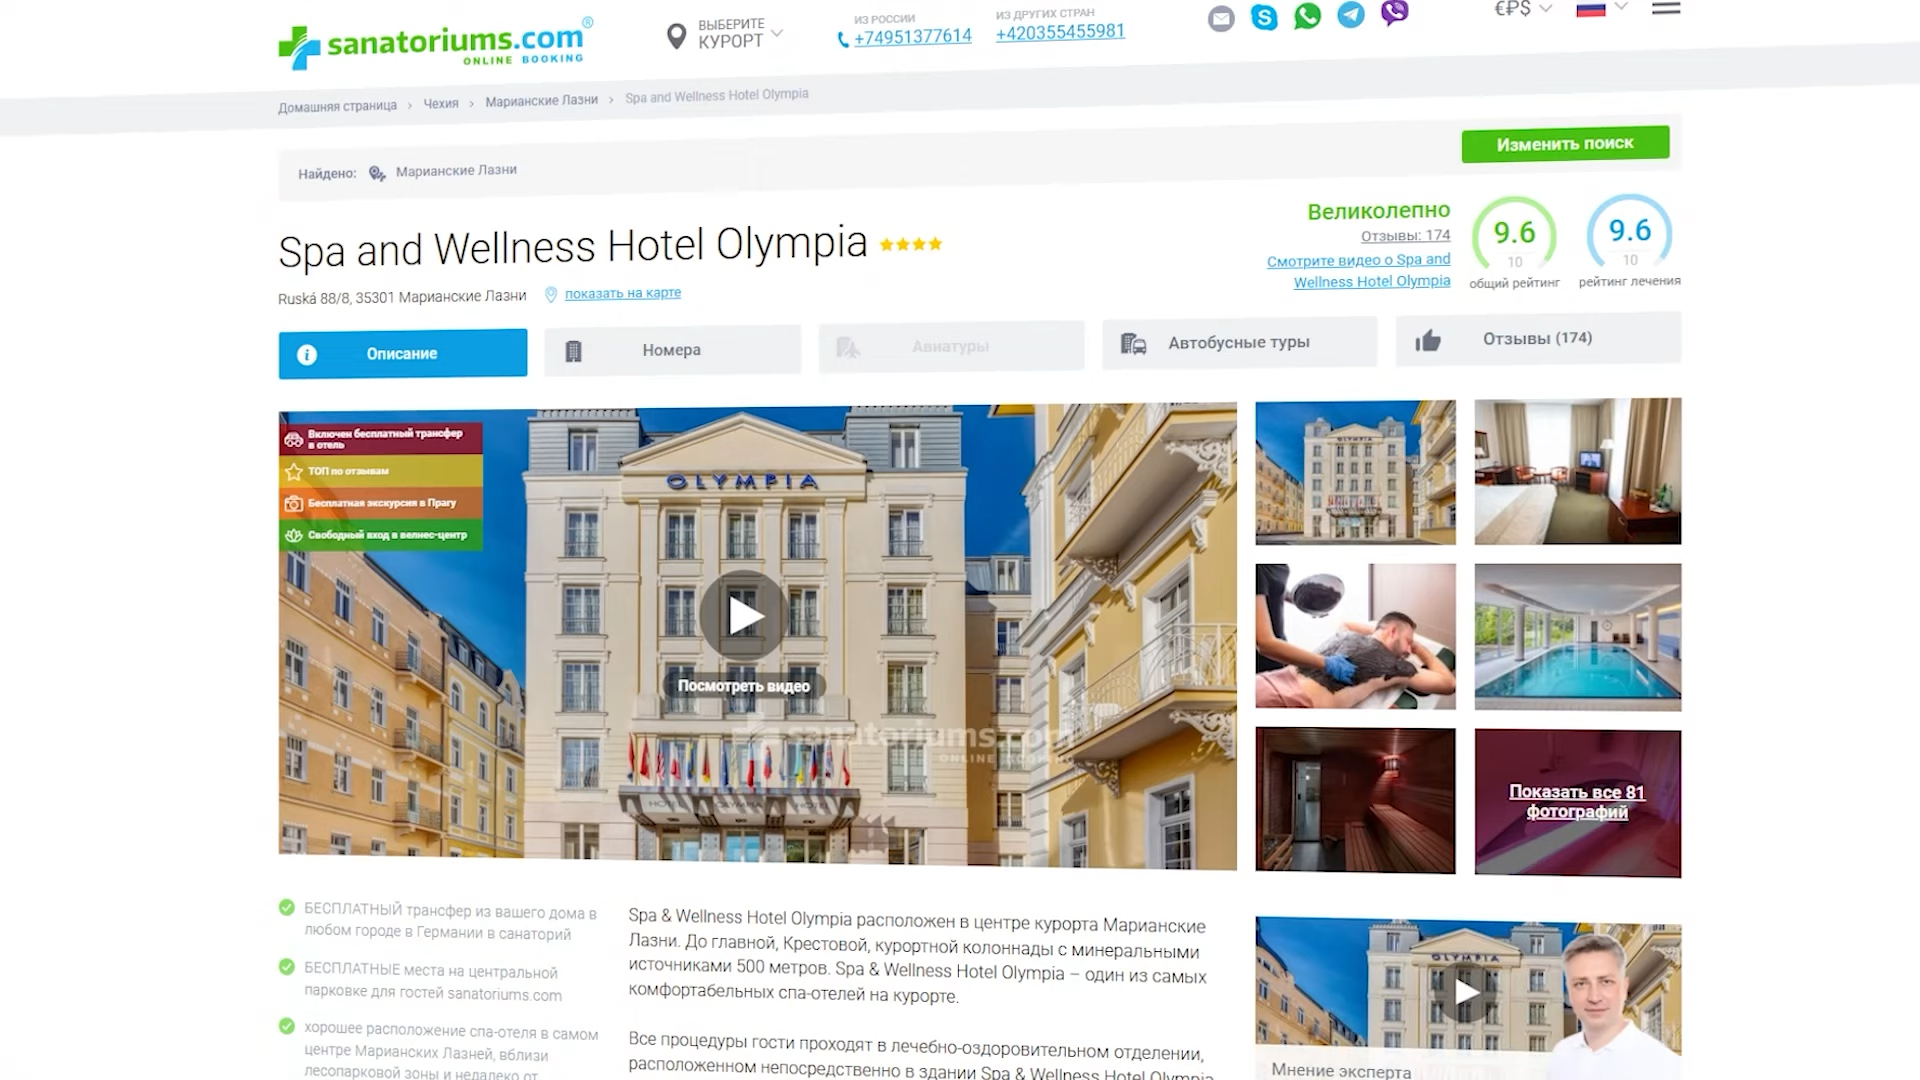 sanatoriums.com®
ONLINE BOOKING
ВЫБЕРИТЕ
КУРОРТ
ИЗ РОССИИ
+74951377614
ИЗ ДРУГИХ СТРАН
+420355455981
€₽$
Домашняя страница > Чехия > Марианские Лазни > Spa and Wellness Hotel Olympia
Найдено: Марианские Лазни
Изменить поиск
Spa and Wellness Hotel Olympia
Ruská 88/8, 35301 Марианские Лазни показать на карте
Великолепно
Отзывы: 174
Смотрите видео о Spa and
Wellness Hotel Olympia
9.6
10
общий рейтинг
9.6
10
рейтинг лечения
Описание
Номера
Авиатуры
Автобусные туры
Отзывы (174)
Включен бесплатный трансфер
в отель
ТОП по отзывам
Бесплатная экскурсия в Прагу
Свободный вход в велнес-центр
OLYMPIA
Посмотреть видео
sanatoriums.com
ONLINE BOOKING
HOTEL OLYMPIA HOTEL
OLYMPIA
Показать все 81
фотографий
БЕСПЛАТНЫЙ трансфер из вашего дома в
любом городе в Германии в санаторий
БЕСПЛАТНЫЕ места на центральной
парковке для гостей sanatoriums.com
хорошее расположение спа-отеля в самом
центре Марианских Лазней, вблизи
лесопарковой зоны и недалеко от
Spa & Wellness Hotel Olympia расположен в центре курорта Марианские
Лазни. До главной, Крестовой, курортной колоннады с минеральными
источниками 500 метров. Spa & Wellness Hotel Olympia – один из самых
комфортабельных спа-отелей на курорте.
Все процедуры гости проходят в лечебно-оздоровительном отделении,
расположенном непосредственно в здании Spa & Wellness Hotel Olympia
OLYMPIA
Мнение эксперта